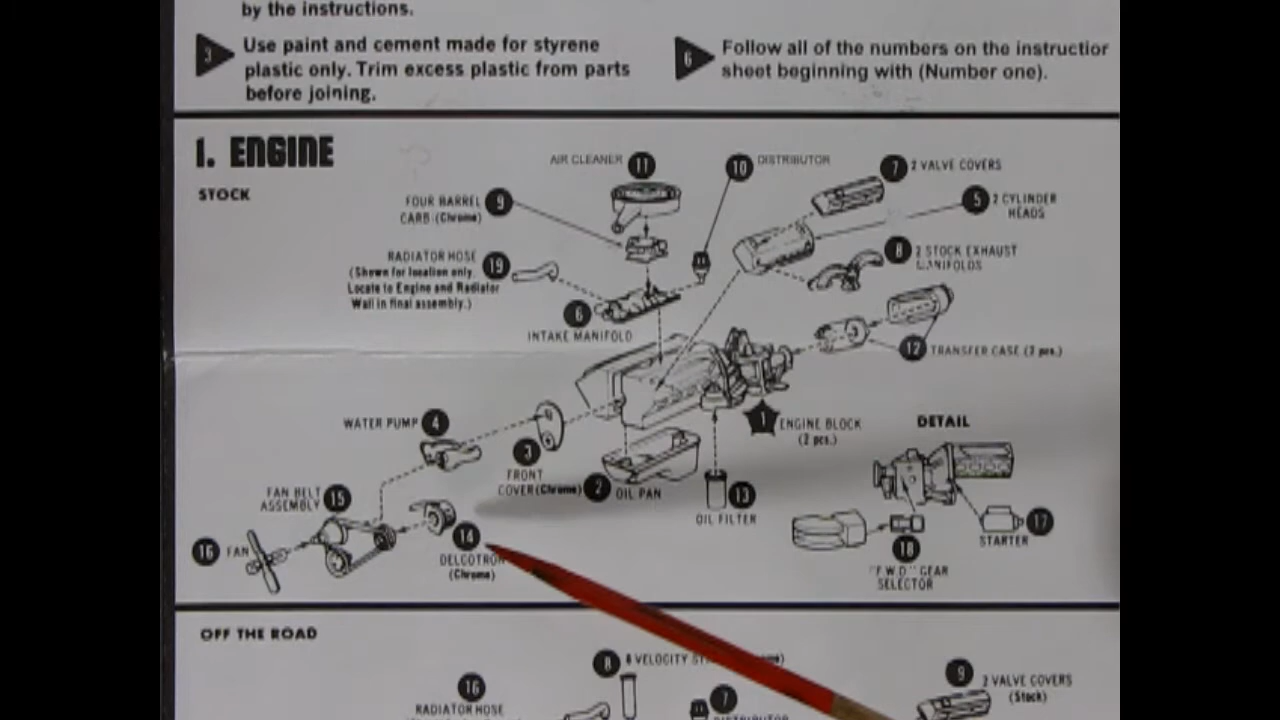 by the instructions.
3 Use paint and cement made for styrene
plastic only. Trim excess plastic from parts
before joining.
6 Follow all of the numbers on the instruction
sheet beginning with (Number one).
1. ENGINE
STOCK
AIR CLEANER 11
10 DISTRIBUTOR
7 2 VALVE COVERS
FOUR BARREL 9
CARB. (Chrome)
5 2 CYLINDER
HEADS
RADIATOR HOSE 19
(Shown for location only.
Locate to Engine and Radiator
Wall in final assembly.)
8 2 STOCK EXHAUST
MANIFOLDS
6
INTAKE MANIFOLD
12 TRANSFER CASE (2 pcs.)
WATER PUMP 4
1 ENGINE BLOCK
(2 pcs.)
DETAIL
3
FRONT
COVER (Chrome)
2 OIL PAN
13
OIL FILTER
FAN BELT 15
ASSEMBLY
16 FAN
14
DELCOTRON
(Chrome)
17
STARTER
18
"F.W.D." GEAR
SELECTOR
OFF THE ROAD
8 8 VELOCITY
16
RADIATOR HOSE
7
DISTRIBUTOR
9 2 VALVE COVERS
(Stock)